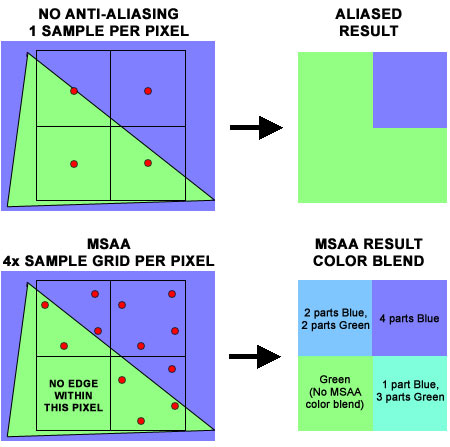 NO ANTI-ALIASING
1 SAMPLE PER PIXEL
ALIASED
RESULT
MSAA
4x SAMPLE GRID PER PIXEL
MSAA RESULT
COLOR BLEND
NO EDGE
WITHIN
THIS PIXEL
2 parts Blue,
2 parts Green
4 parts Blue
Green
(No MSAA
color blend)
1 part Blue,
3 parts Green